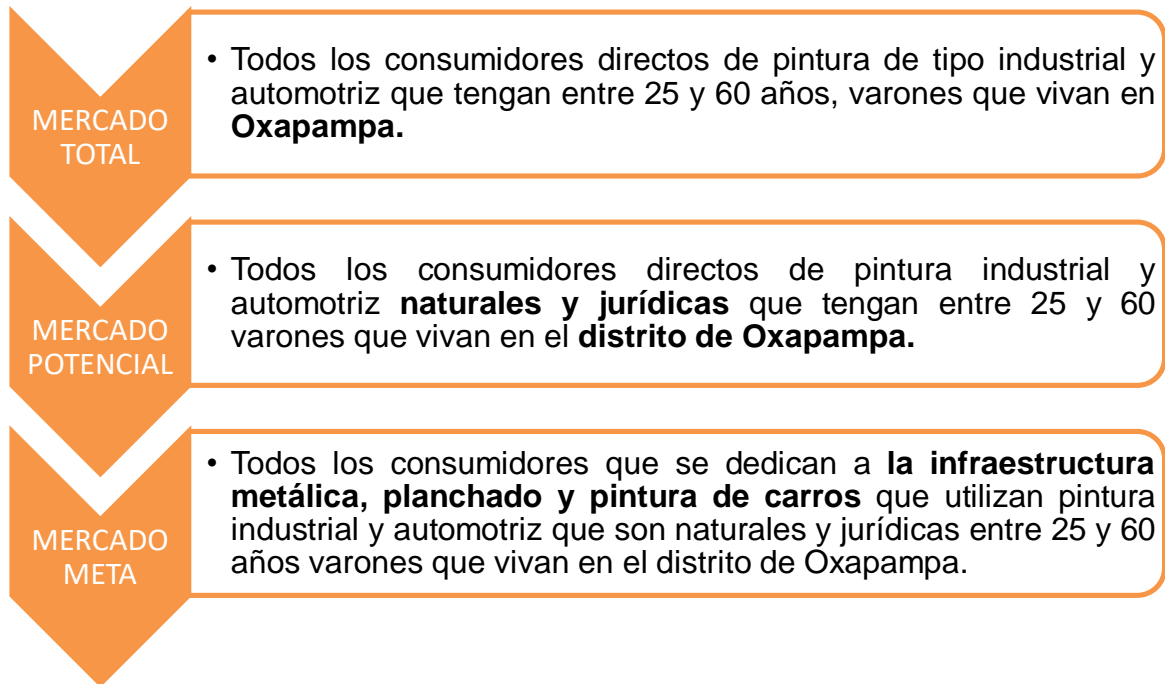 MERCADO
TOTAL
• Todos los consumidores directos de pintura de tipo industrial y
automotriz que tengan entre 25 y 60 años, varones que vivan en
Oxapampa.
MERCADO
POTENCIAL
• Todos los consumidores directos de pintura industrial y
automotriz naturales y jurídicas que tengan entre 25 y 60
varones que vivan en el distrito de Oxapampa.
MERCADO
META
• Todos los consumidores que se dedican a la infraestructura
metálica, planchado y pintura de carros que utilizan pintura
industrial y automotriz que son naturales y jurídicas entre 25 y 60
años varones que vivan en el distrito de Oxapampa.